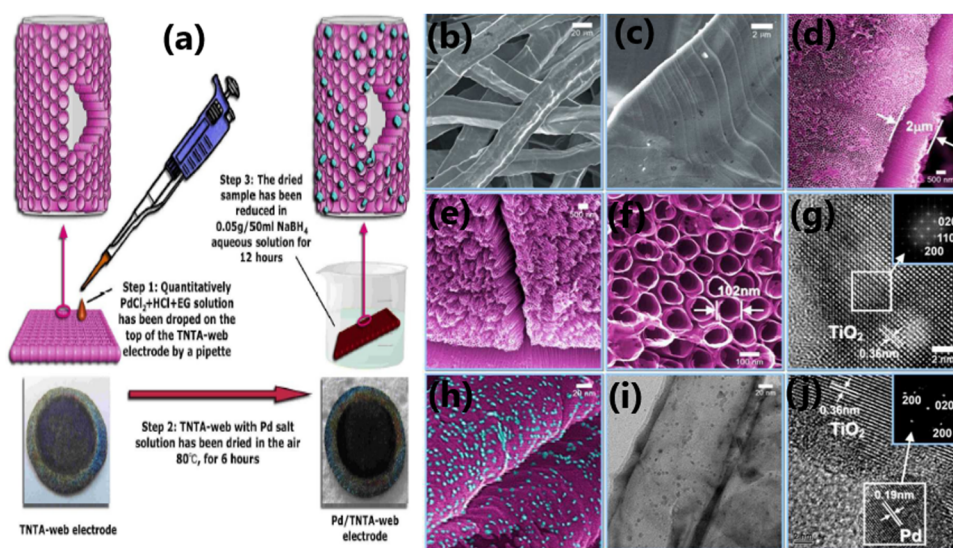 (a)
Step 3: The dried
sample has been
reduced in
0.05g/50ml NaBH4
aqueous solution for
12 hours
Step 1: Quantitatively
PdCl2+HCl+EG solution
has been droped on the
top of the TNTA-web
electrode by a pipette
Step 2: TNTA-web with Pd salt
solution has been dried in the air
80℃, for 6 hours
TNTA-web electrode
Pd/TNTA-web
electrode
(b)
20 μm
(c)
2 μm
(d)
2μm
500 nm
(e)
500 nm
(f)
102nm
100 nm
(g)
020
110
200
TiO2
0.36nm
2 nm
(h)
20 nm
(i)
20 nm
(j)
0.36nm
TiO2
200
020
200
0.19nm
Pd